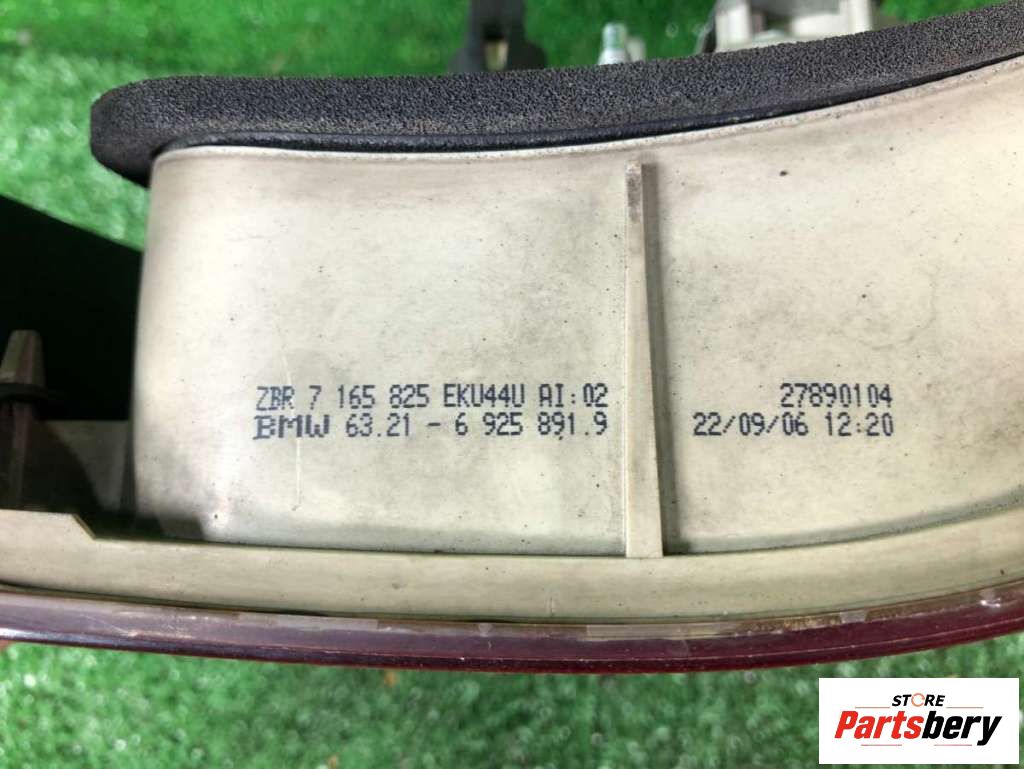 ZBR 7 165 825 EKU44U AI:02 27890104
BMW 63.21 - 6 925 891.9 22/09/06 12:20
STORE
Partsbery